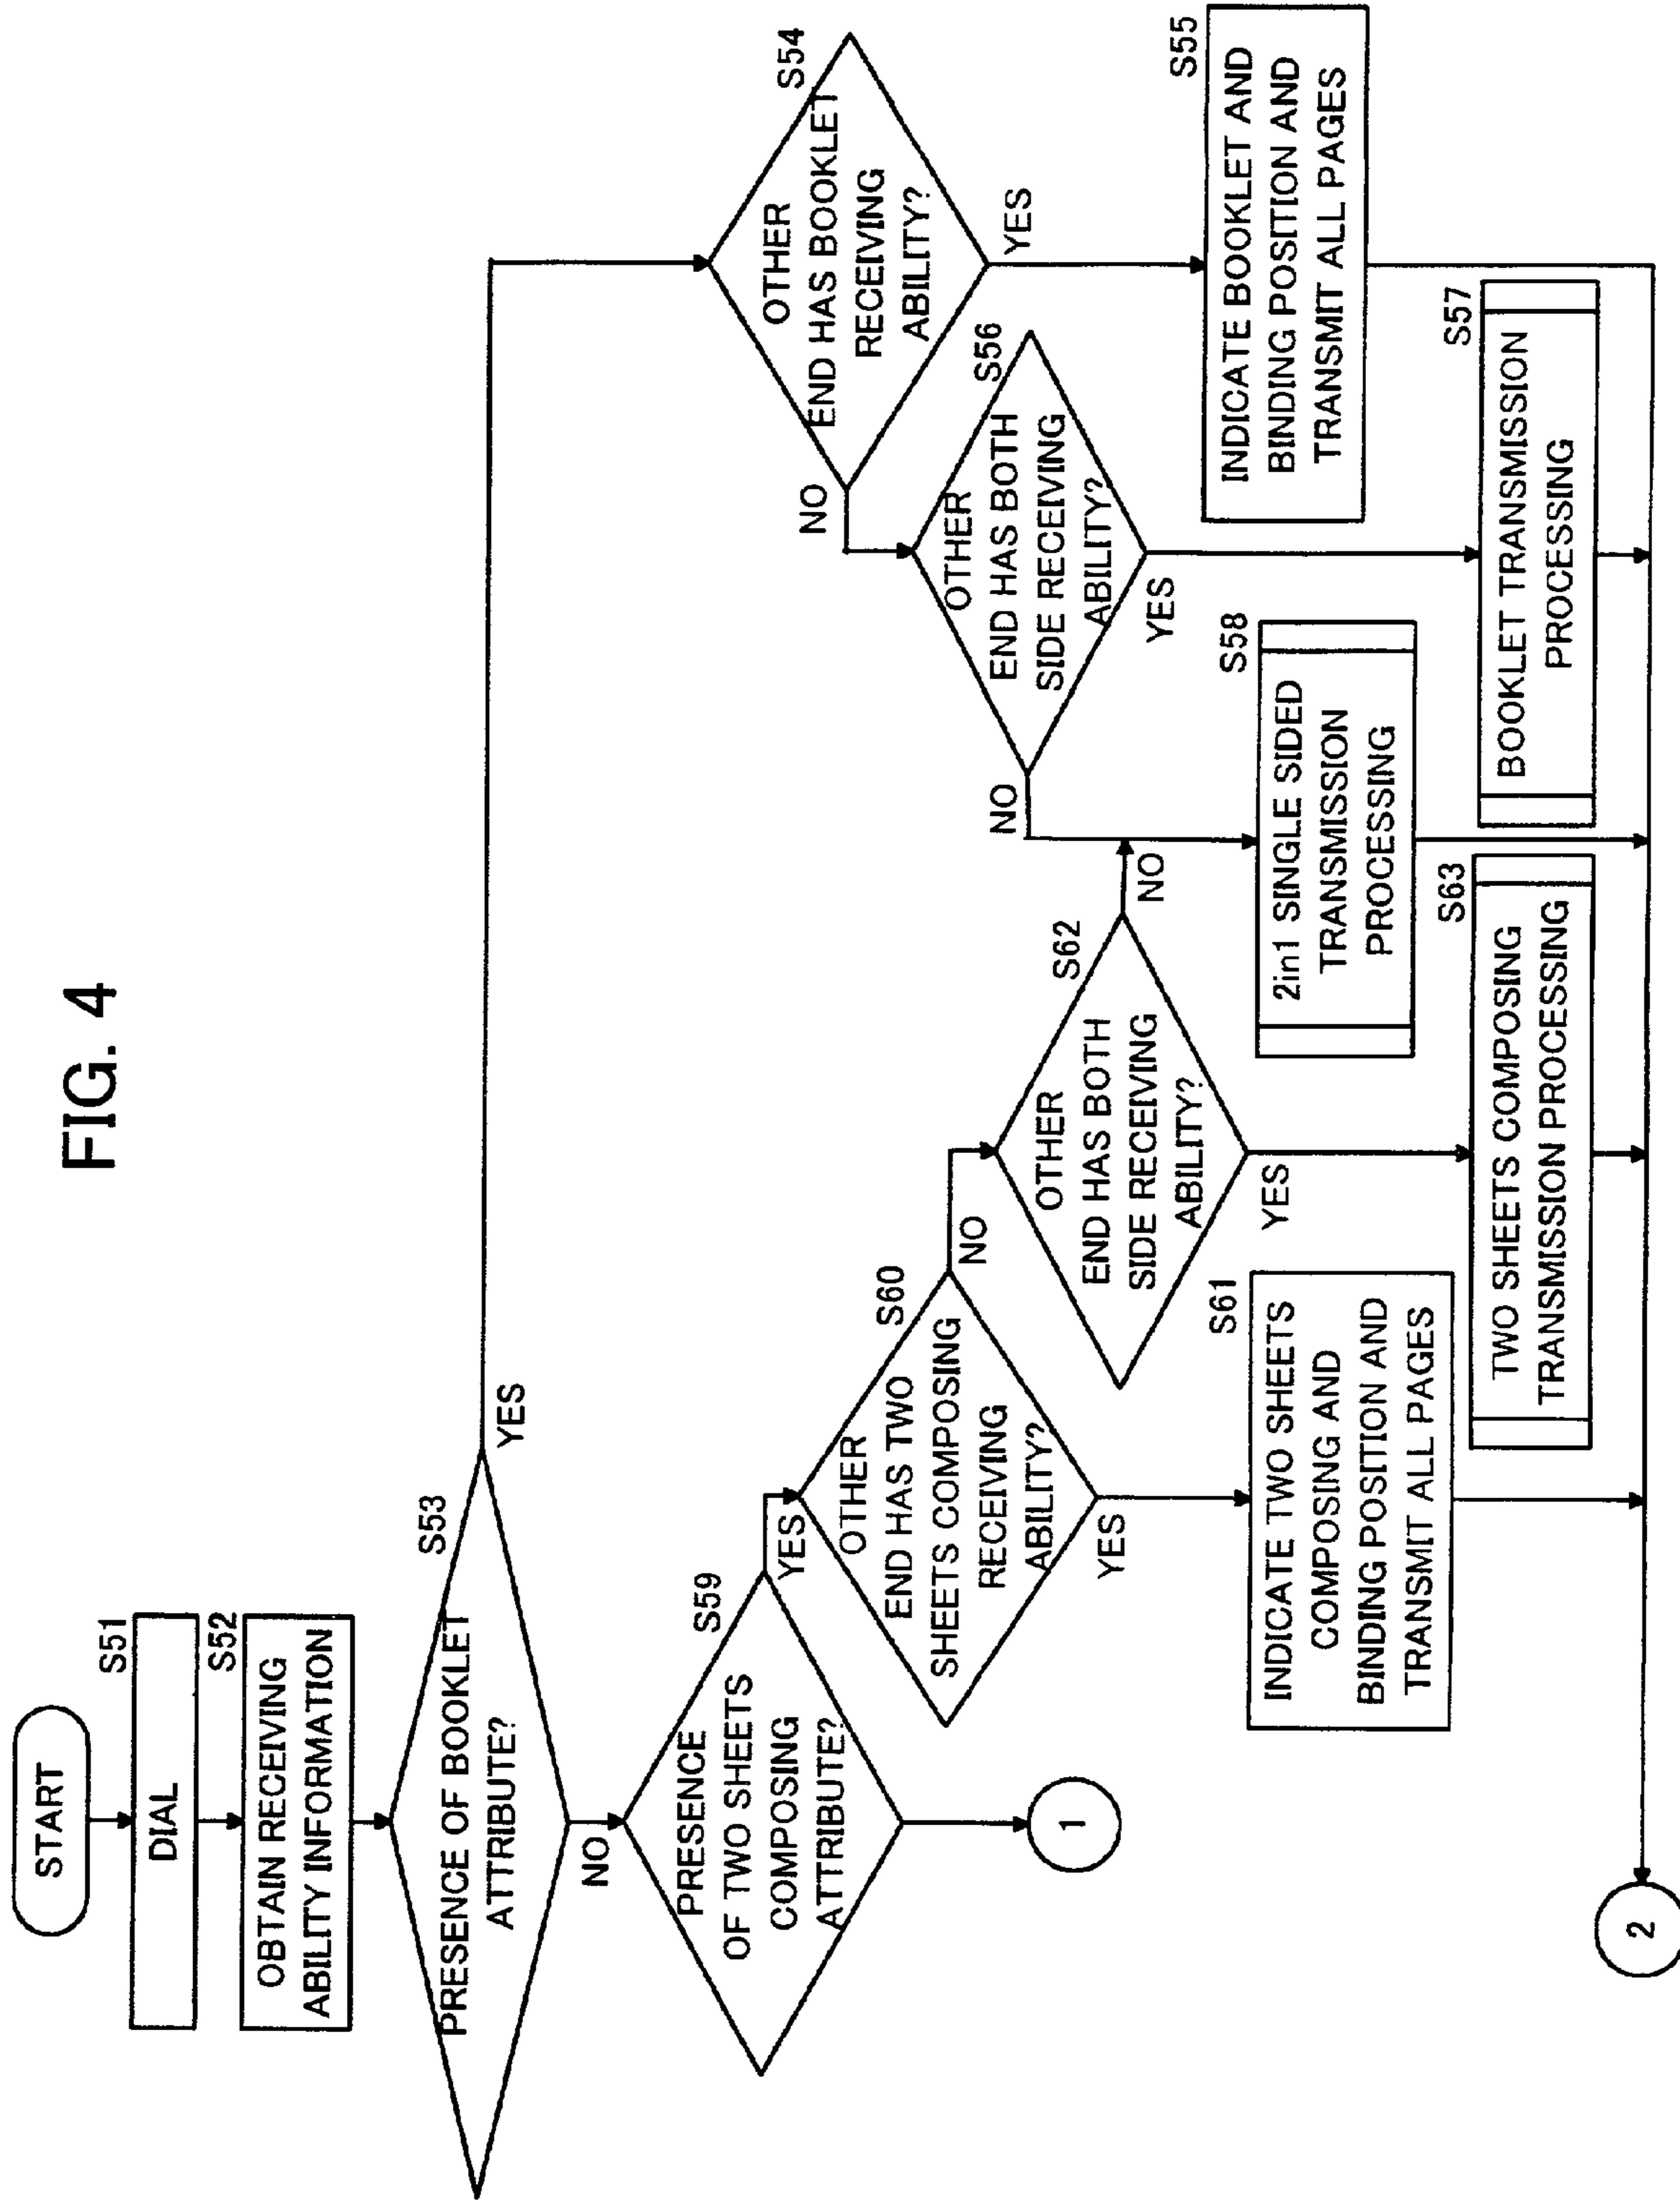 FIG. 4
START
S51
DIAL
S52
OBTAIN RECEIVING
ABILITY INFORMATION
S53
PRESENCE OF BOOKLET
ATTRIBUTE?
YES
NO
S59
PRESENCE
OF TWO SHEETS
COMPOSING
ATTRIBUTE?
YES
1
S60
OTHER
END HAS TWO
SHEETS COMPOSING
RECEIVING
ABILITY?
NO
YES
S61
INDICATE TWO SHEETS
COMPOSING AND
BINDING POSITION AND
TRANSMIT ALL PAGES
S62
OTHER
END HAS BOTH
SIDE RECEIVING
ABILITY?
NO
YES
S63
TWO SHEETS COMPOSING
TRANSMISSION PROCESSING
S54
OTHER
END HAS BOOKLET
RECEIVING
ABILITY?
NO
YES
S55
INDICATE BOOKLET AND
BINDING POSITION AND
TRANSMIT ALL PAGES
S56
OTHER
END HAS BOTH
SIDE RECEIVING
ABILITY?
NO
YES
S57
BOOKLET TRANSMISSION
PROCESSING
S58
2in1 SINGLE SIDED
TRANSMISSION
PROCESSING
2